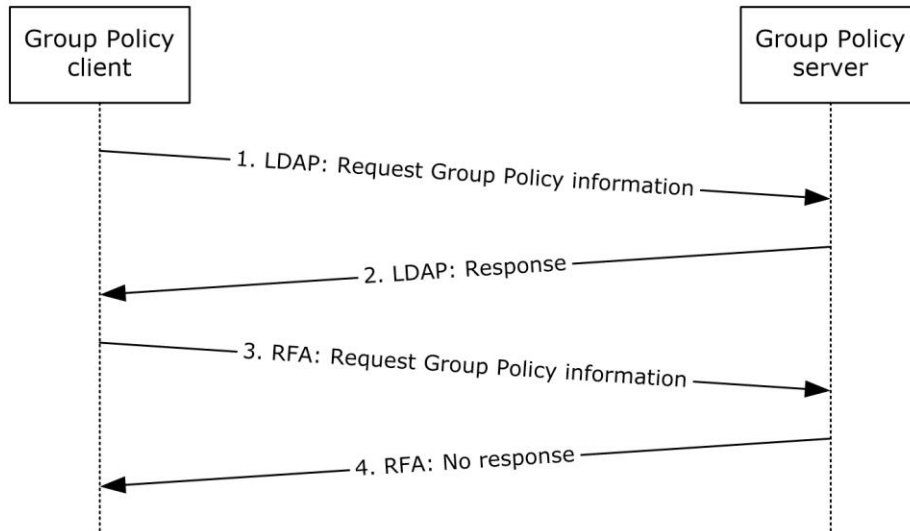 Group Policy
client
Group Policy
server
1. LDAP: Request Group Policy information
2. LDAP: Response
3. RFA: Request Group Policy information
4. RFA: No response